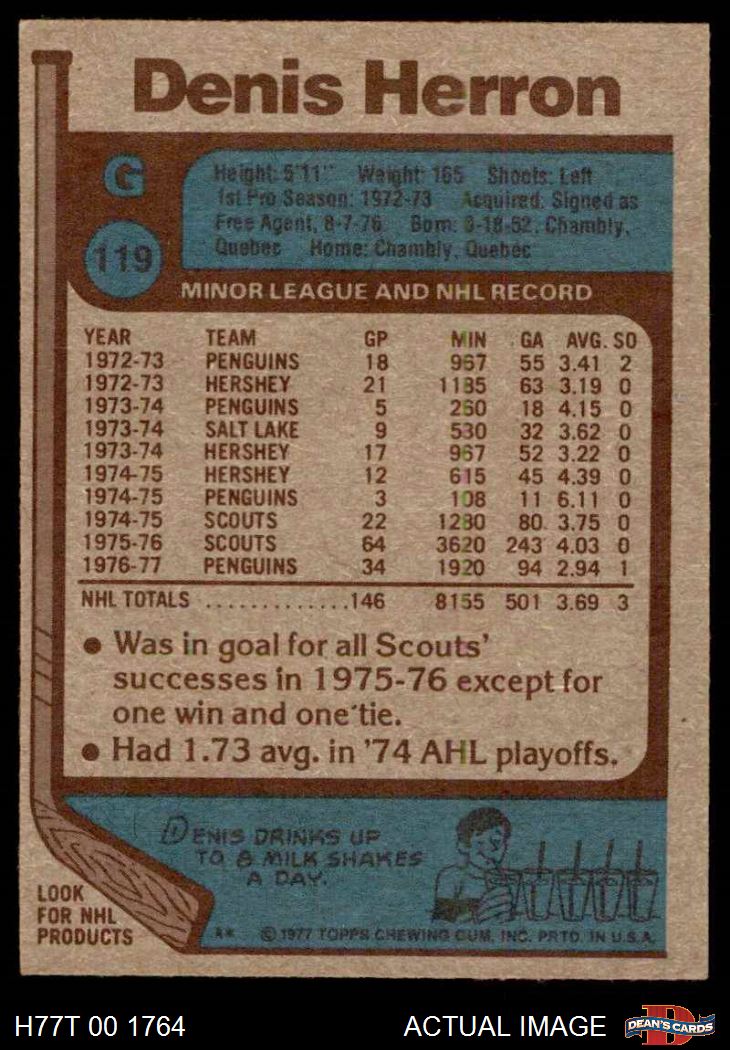 Denis Herron
G
Height: 5'11" Weight: 165 Shoots: Left
1st Pro Season: 1972-73 Acquired: Signed as
Free Agent, 8-7-76 Born: 6-18-52, Chambly,
Quebec Home: Chambly, Quebec
119
MINOR LEAGUE AND NHL RECORD
YEAR TEAM GP MIN GA AVG. SO
1972-73 PENGUINS 18 967 55 3.41 2
1972-73 HERSHEY 21 1185 63 3.19 0
1973-74 PENGUINS 5 260 18 4.15 0
1973-74 SALT LAKE 9 530 32 3.62 0
1973-74 HERSHEY 17 967 52 3.22 0
1974-75 HERSHEY 12 615 45 4.39 0
1974-75 PENGUINS 3 108 11 6.11 0
1974-75 SCOUTS 22 1280 80 3.75 0
1975-76 SCOUTS 64 3620 243 4.03 0
1976-77 PENGUINS 34 1920 94 2.94 1
NHL TOTALS ............. 146 8155 501 3.69 3
• Was in goal for all Scouts'
successes in 1975-76 except for
one win and one tie.
• Had 1.73 avg. in '74 AHL playoffs.
DENIS DRINKS UP
TO 8 MILK SHAKES
A DAY.
LOOK
FOR NHL
PRODUCTS
** © 1977 TOPPS CHEWING GUM, INC. PRTD. IN U.S.A.
H77T 00 1764 ACTUAL IMAGE
D
DEAN'S CARDS